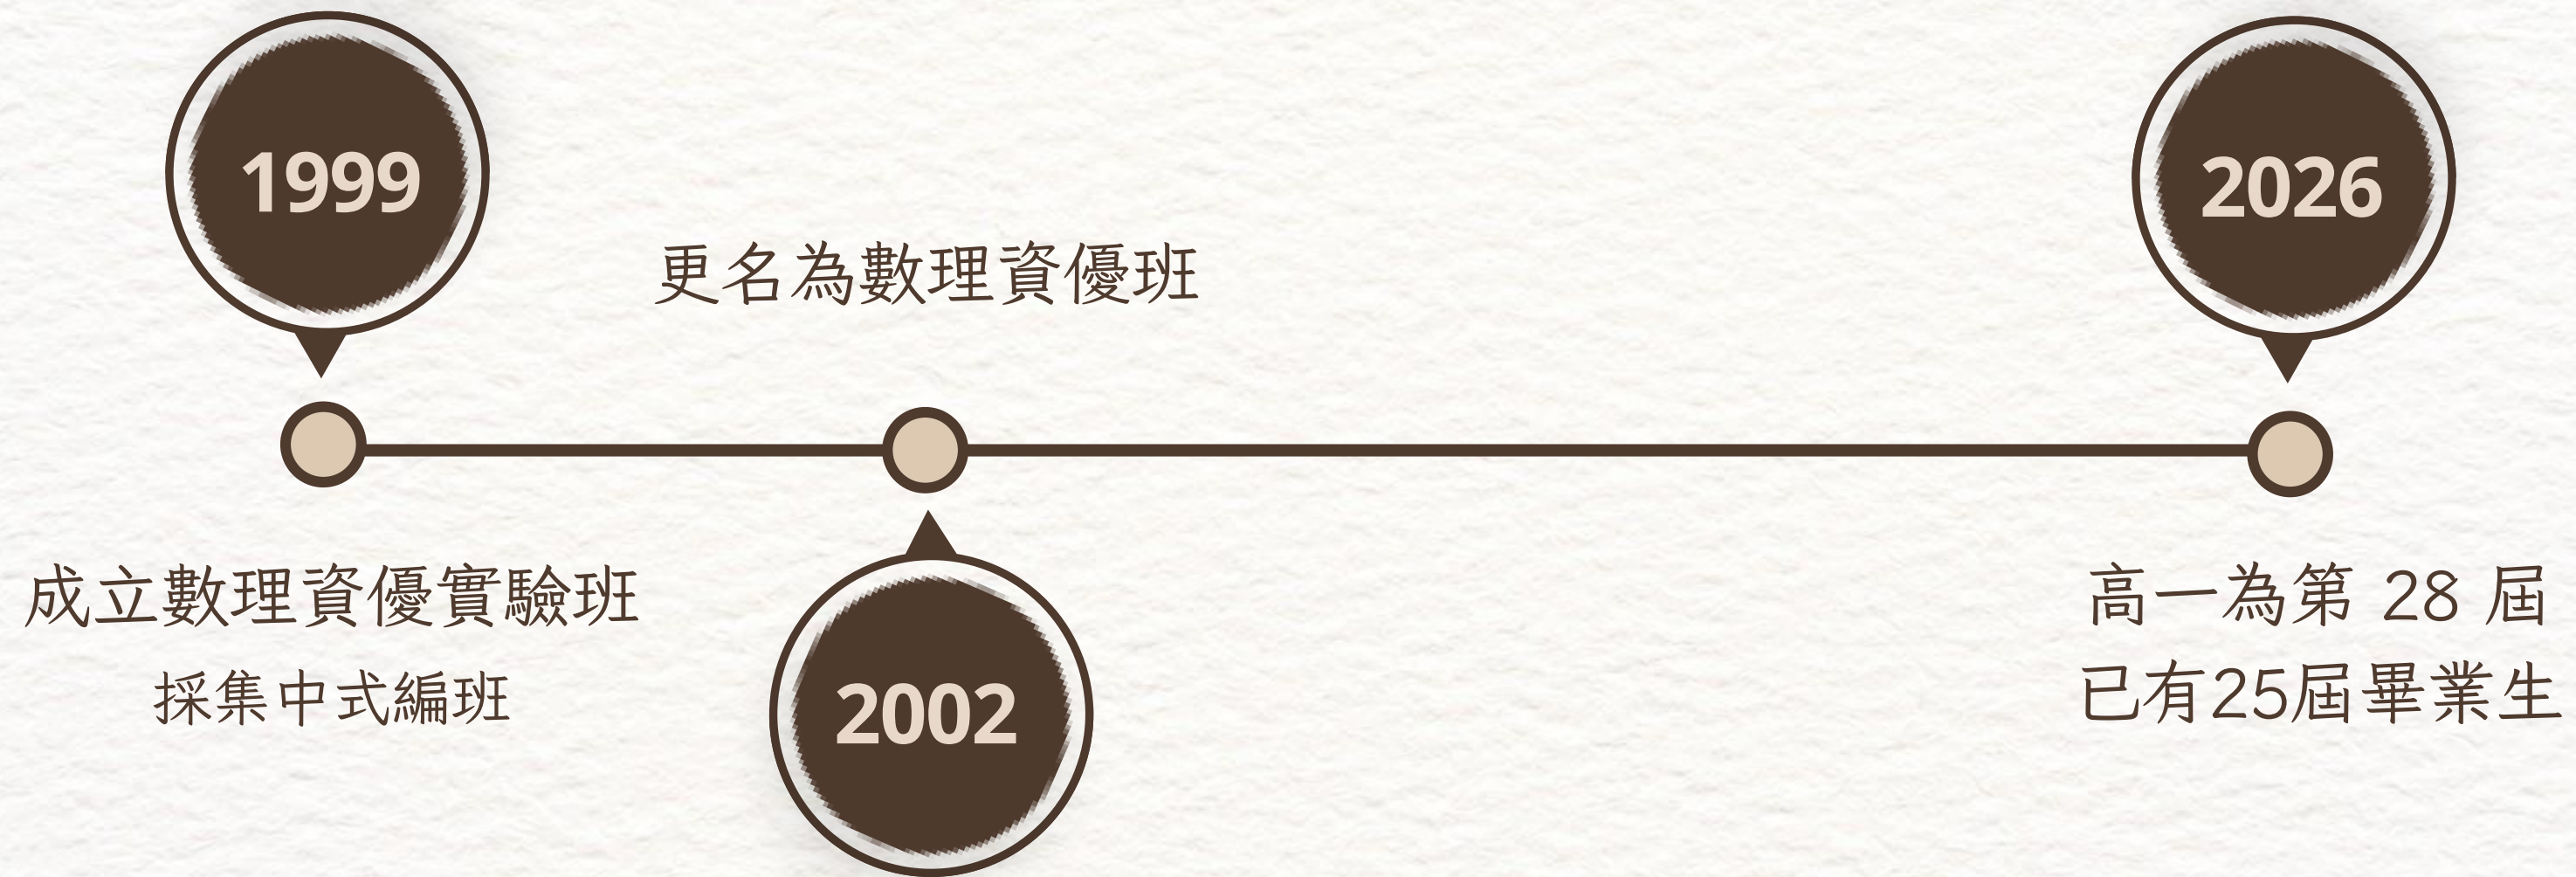 1999
成立數理資優實驗班
採集中式編班
更名為數理資優班
2002
2026
高一為第 28 屆
已有25屆畢業生